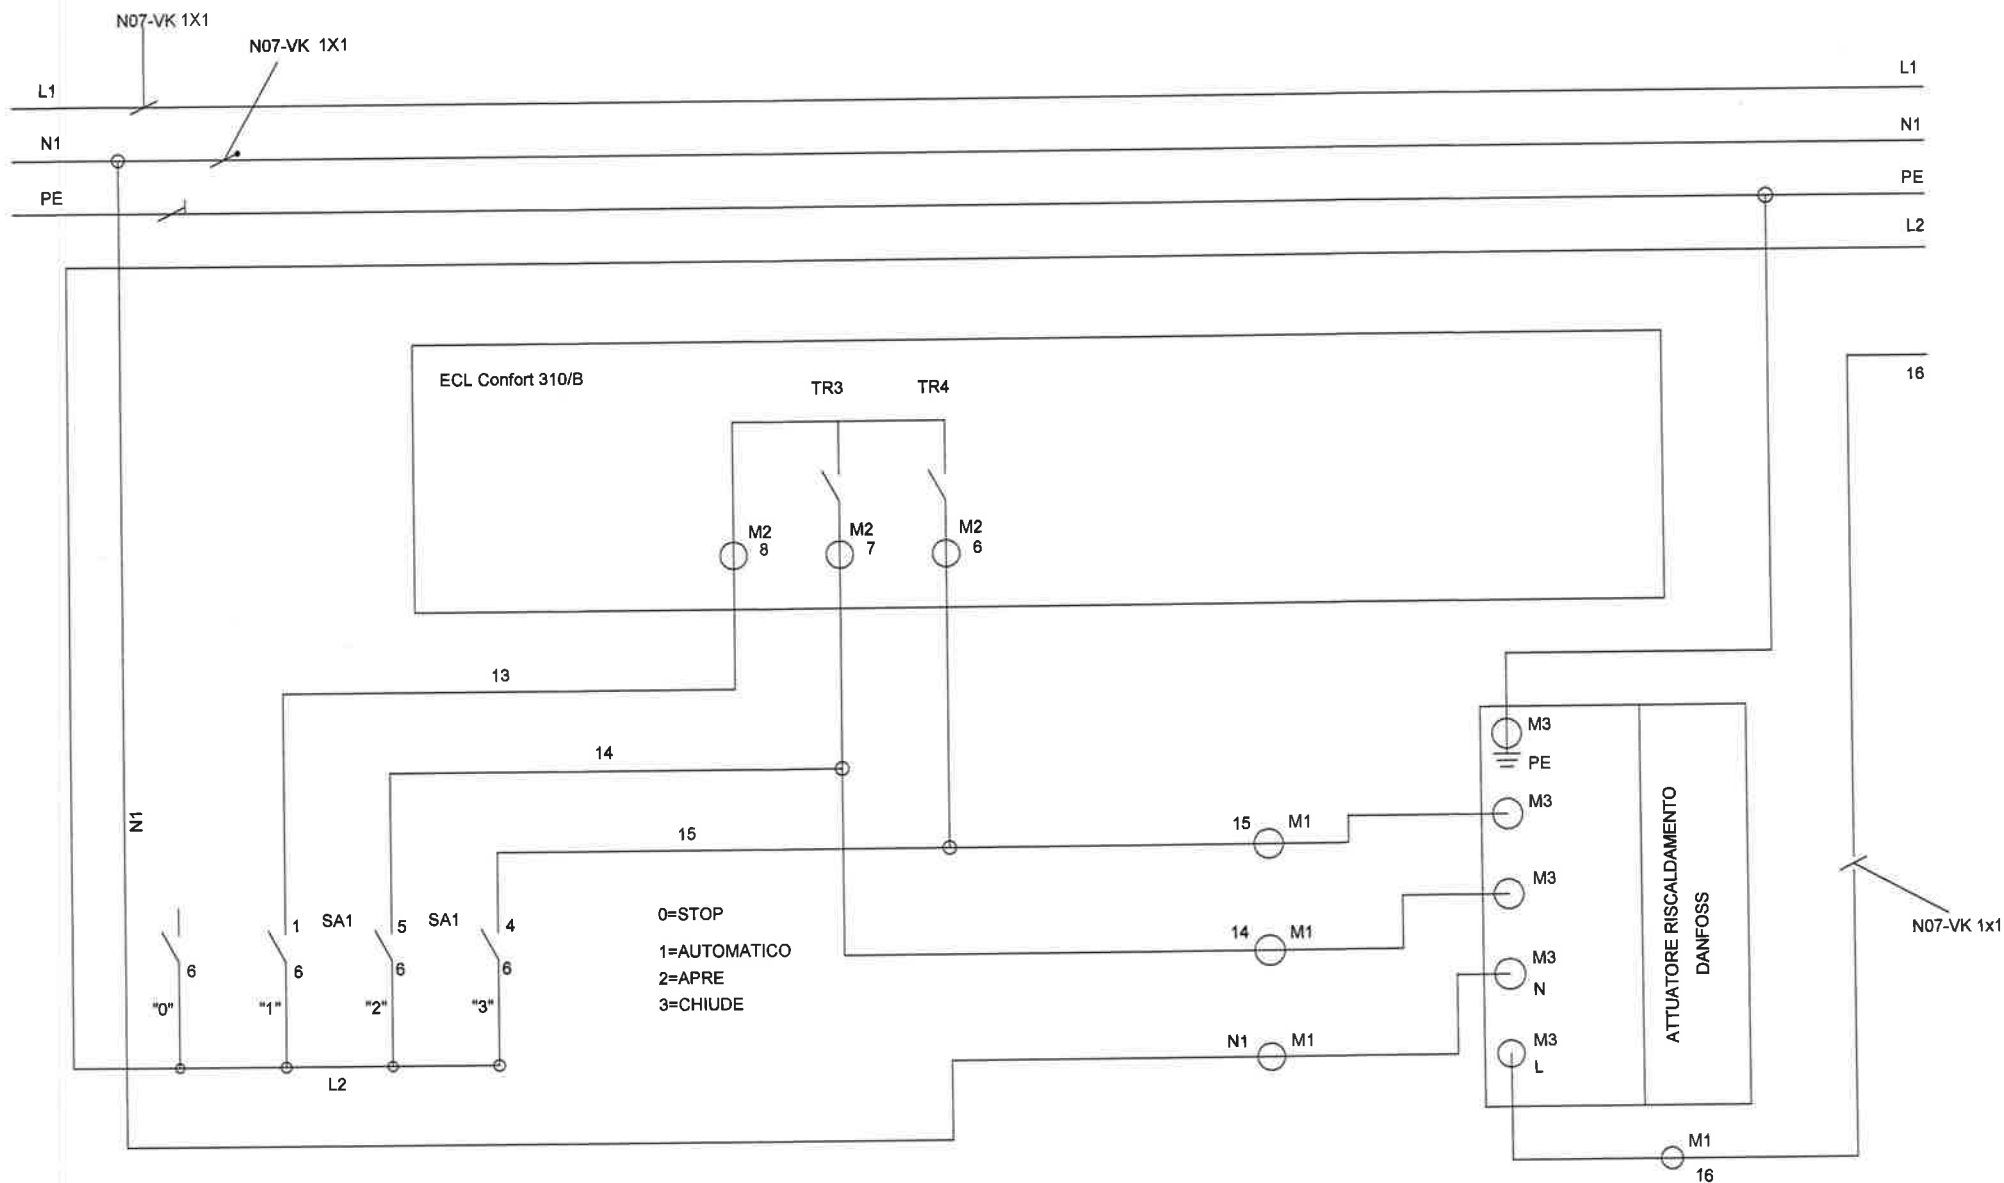 N07-VK 1X1
N07-VK 1X1
L1
L1
N1
N1
PE
PE
L2
ECL Confort 310/B
TR3
TR4
16
M2
8
M2
7
M2
6
13
14
15
N1
15
M1
14
M1
N1
M1
M3
PE
M3
M3
M3
N
M3
L
ATTUATORE RISCALDAMENTO
DANFOSS
N07-VK 1x1
1
SA1
5
SA1
4
6
6
6
6
"0"
"1"
"2"
"3"
L2
0=STOP
1=AUTOMATICO
2=APRE
3=CHIUDE
M1
16